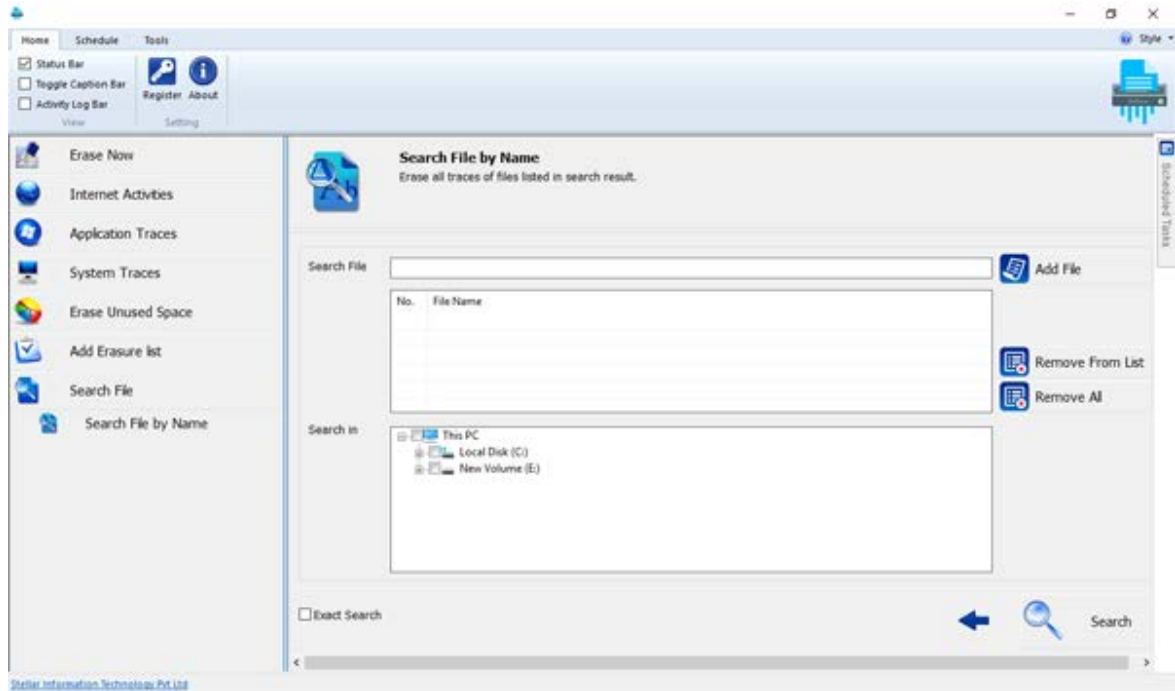 Home Schedule Tools Style
Status Bar
Toggle Caption Bar
Activity Log Bar
View
Register About
Setting
Erase Now
Internet Activities
Application Traces
System Traces
Erase Unused Space
Add Erasure list
Search File
Search File by Name
Search File by Name
Erase all traces of files listed in search result.
Search File
Add File
No. File Name
Remove From List
Remove All
Search in
This PC
Local Disk (C:)
New Volume (E:)
Exact Search
Search
Scheduled Tasks
Stellar Information Technology Pvt Ltd